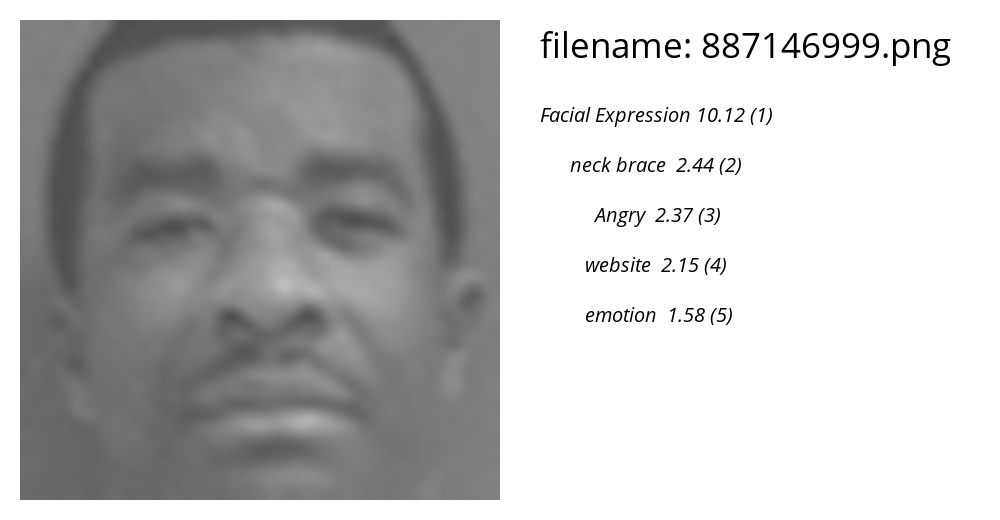 filename: 887146999.png
Facial Expression 10.12 (1)
neck brace 2.44 (2)
Angry 2.37 (3)
website 2.15 (4)
emotion 1.58 (5)